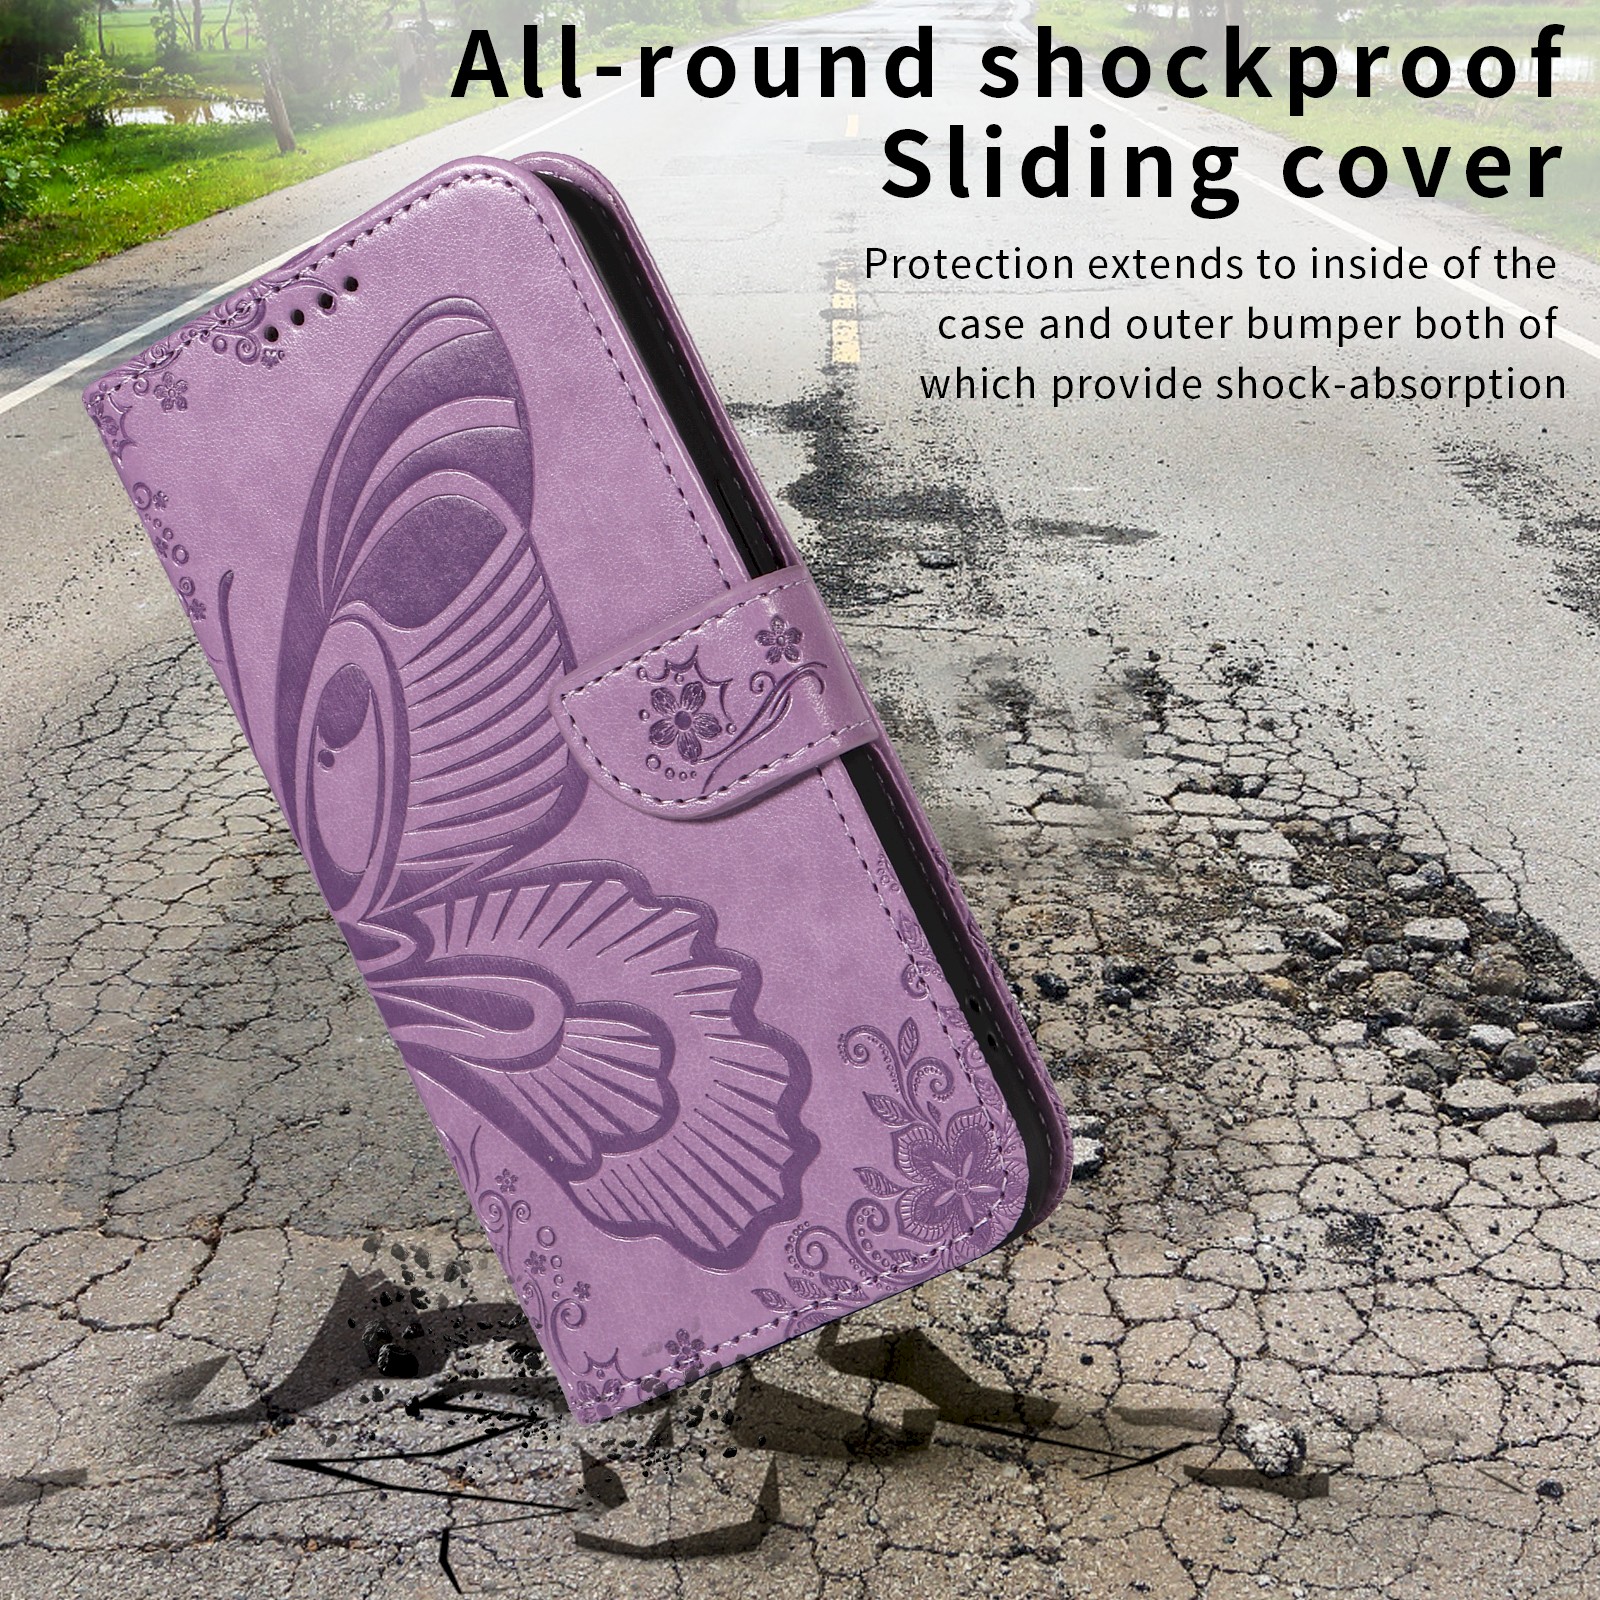 All-round shockproof
Sliding cover
Protection extends to inside of the
case and outer bumper both of
which provide shock-absorption